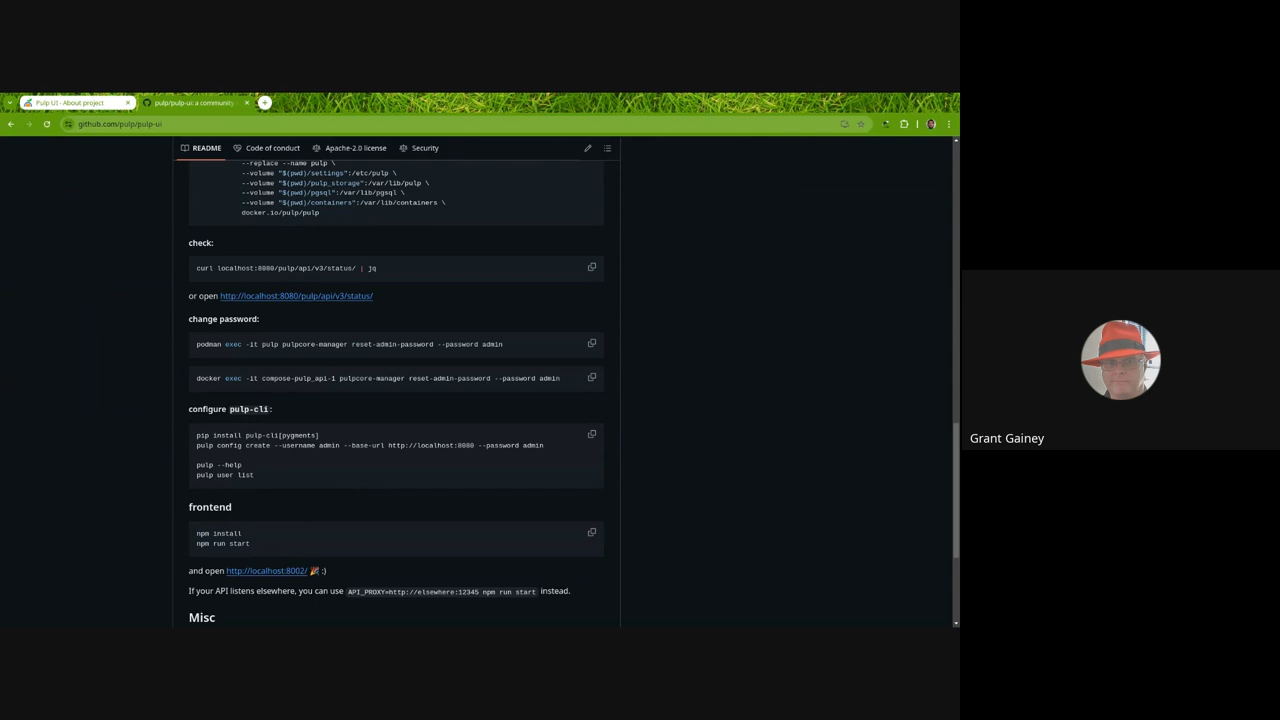 Pulp UI - About project
pulp/pulp-ui: a community
github.com/pulp/pulp-ui
README
Code of conduct
Apache-2.0 license
Security
--replace --name pulp \
--volume "$(pwd)/settings":/etc/pulp \
--volume "$(pwd)/pulp_storage":/var/lib/pulp \
--volume "$(pwd)/pgsql":/var/lib/pgsql \
--volume "$(pwd)/containers":/var/lib/containers \
docker.io/pulp/pulp
check:
curl localhost:8080/pulp/api/v3/status/ | jq
or open http://localhost:8080/pulp/api/v3/status/
change password:
podman exec -it pulp pulpcore-manager reset-admin-password --password admin
docker exec -it compose-pulp_api-1 pulpcore-manager reset-admin-password --password admin
configure pulp-cli:
pip install pulp-cli[pygments]
pulp config create --username admin --base-url http://localhost:8080 --password admin
pulp --help
pulp user list
frontend
npm install
npm run start
and open http://localhost:8002/ 🎉 :)
If your API listens elsewhere, you can use API_PROXY=http://elsewhere:12345 npm run start instead.
Misc
Grant Gainey